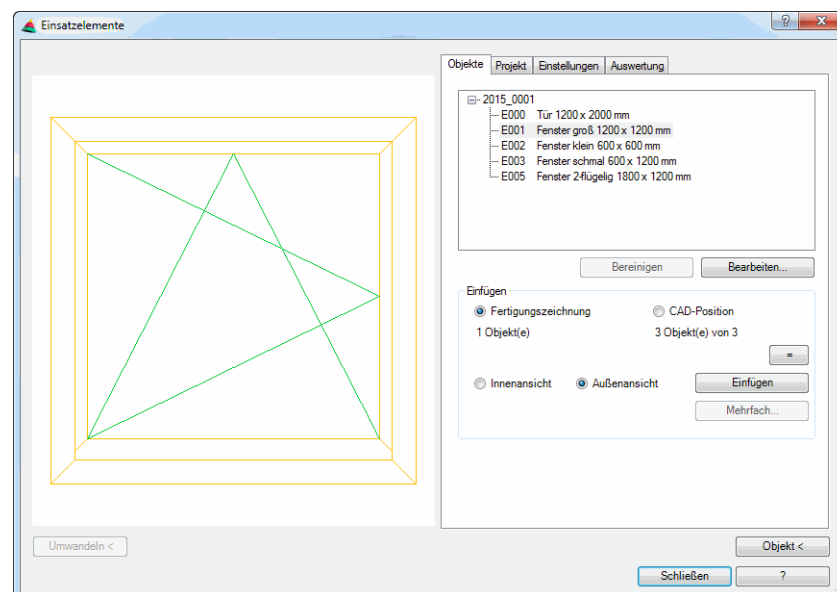 Einsatzelemente
?
x
Objekte Projekt Einstellungen Auswertung
2015_0001
E000 Tür 1200 x 2000 mm
E001 Fenster groß 1200 x 1200 mm
E002 Fenster klein 600 x 600 mm
E003 Fenster schmal 600 x 1200 mm
E005 Fenster 2-flügelig 1800 x 1200 mm
Bereinigen Bearbeiten...
Einfügen
Fertigungszeichnung CAD-Position
1 Objekt(e) 3 Objekt(e) von 3
=
Innenansicht Außenansicht Einfügen
Mehrfach...
Umwandeln < Objekt <
Schließen ?